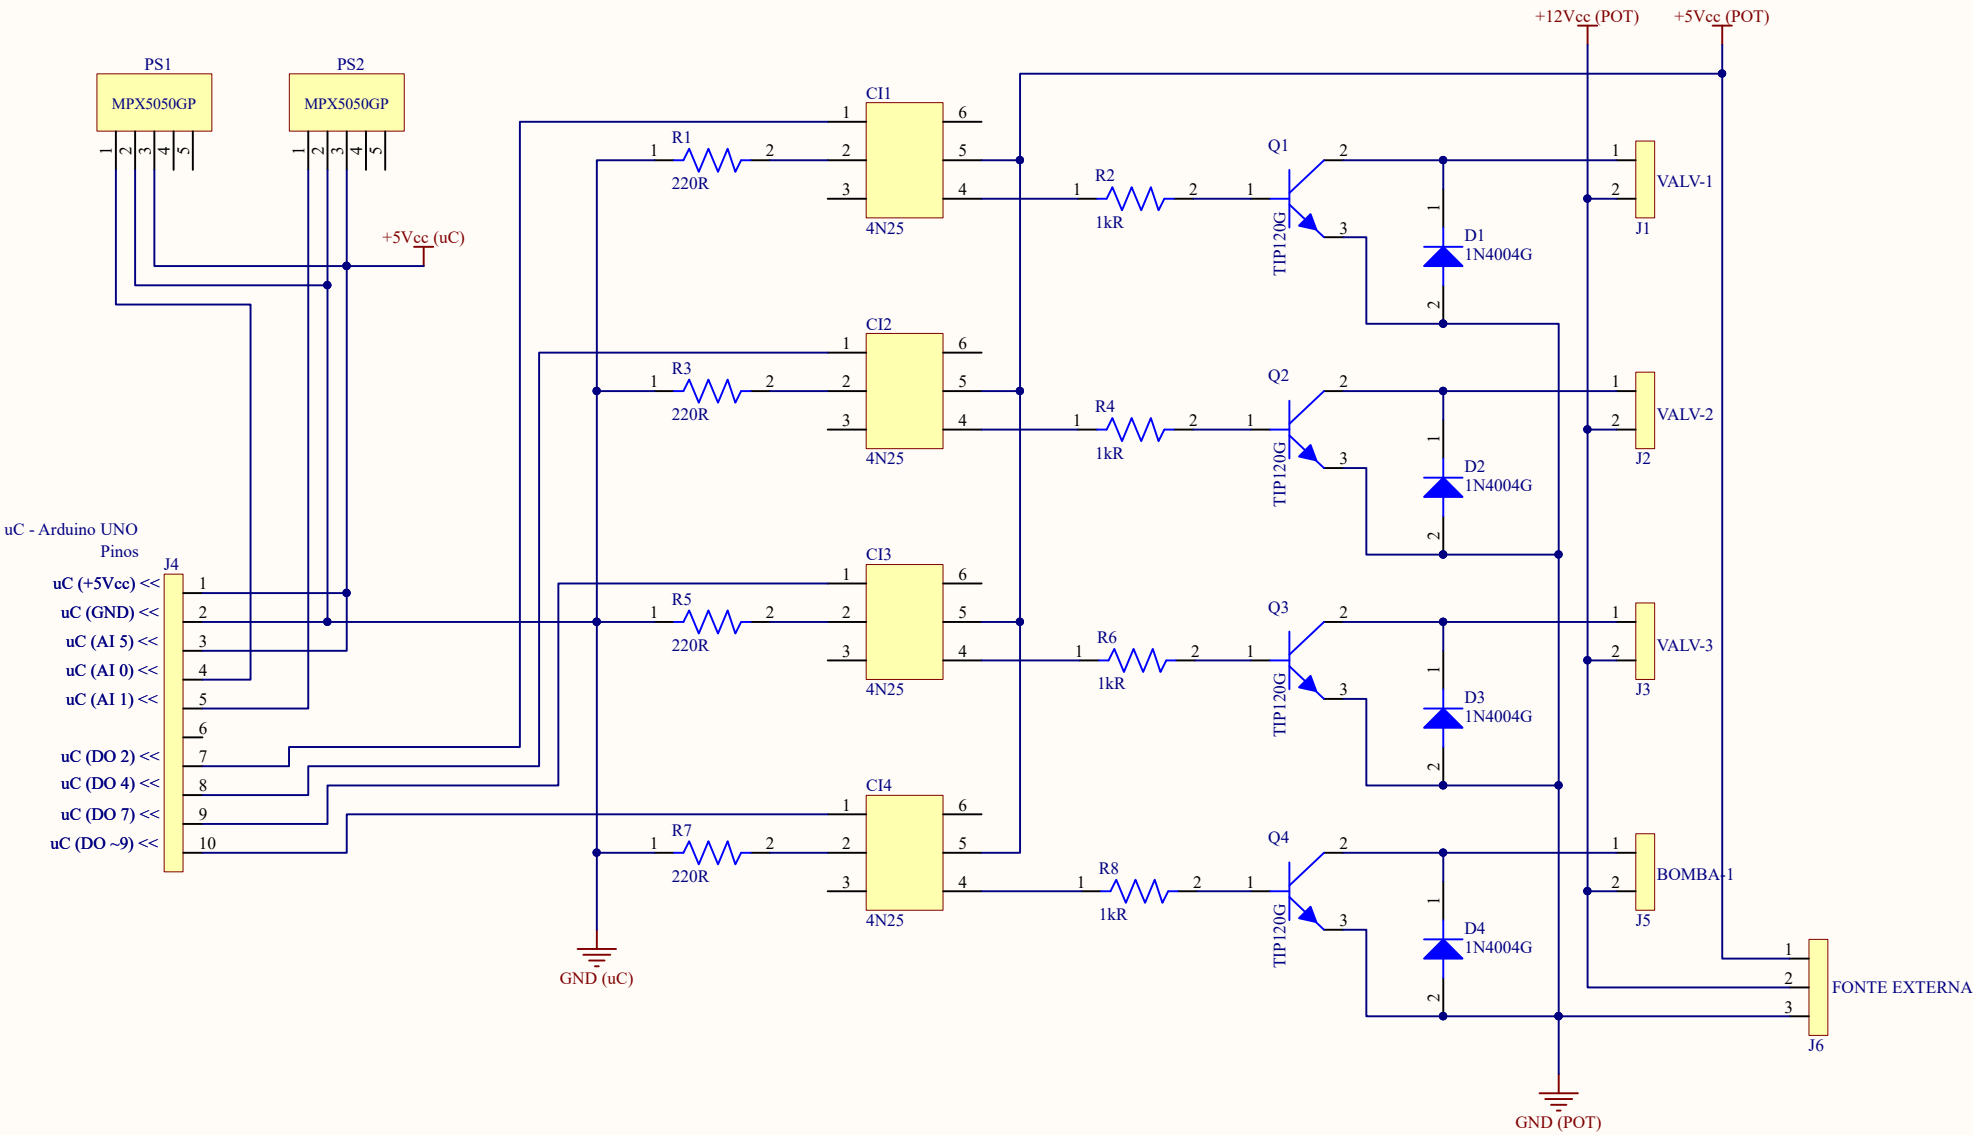 +12Vcc (POT)
+5Vcc (POT)
PS1
MPX5050GP
1 2 3 4 5
PS2
MPX5050GP
1 2 3 4 5
+5Vcc (uC)
uC - Arduino UNO
Pinos
J4
uC (+5Vcc) << 1
uC (GND) << 2
uC (AI 5) << 3
uC (AI 0) << 4
uC (AI 1) << 5
6
uC (DO 2) << 7
uC (DO 4) << 8
uC (DO 7) << 9
uC (DO ~9) << 10
R1
1 2
220R
CI1
1 6
2 5
3 4
4N25
R2
1 2
1kR
Q1
1 2 3
TIP120G
1
D1
1N4004G
2
1
2
VALV-1
J1
R3
1 2
220R
CI2
1 6
2 5
3 4
4N25
R4
1 2
1kR
Q2
1 2 3
TIP120G
1
D2
1N4004G
2
1
2
VALV-2
J2
R5
1 2
220R
CI3
1 6
2 5
3 4
4N25
R6
1 2
1kR
Q3
1 2 3
TIP120G
1
D3
1N4004G
2
1
2
VALV-3
J3
R7
1 2
220R
CI4
1 6
2 5
3 4
4N25
R8
1 2
1kR
Q4
1 2 3
TIP120G
1
D4
1N4004G
2
1
2
BOMBA-1
J5
1
2
3
FONTE EXTERNA
J6
GND (uC)
GND (POT)